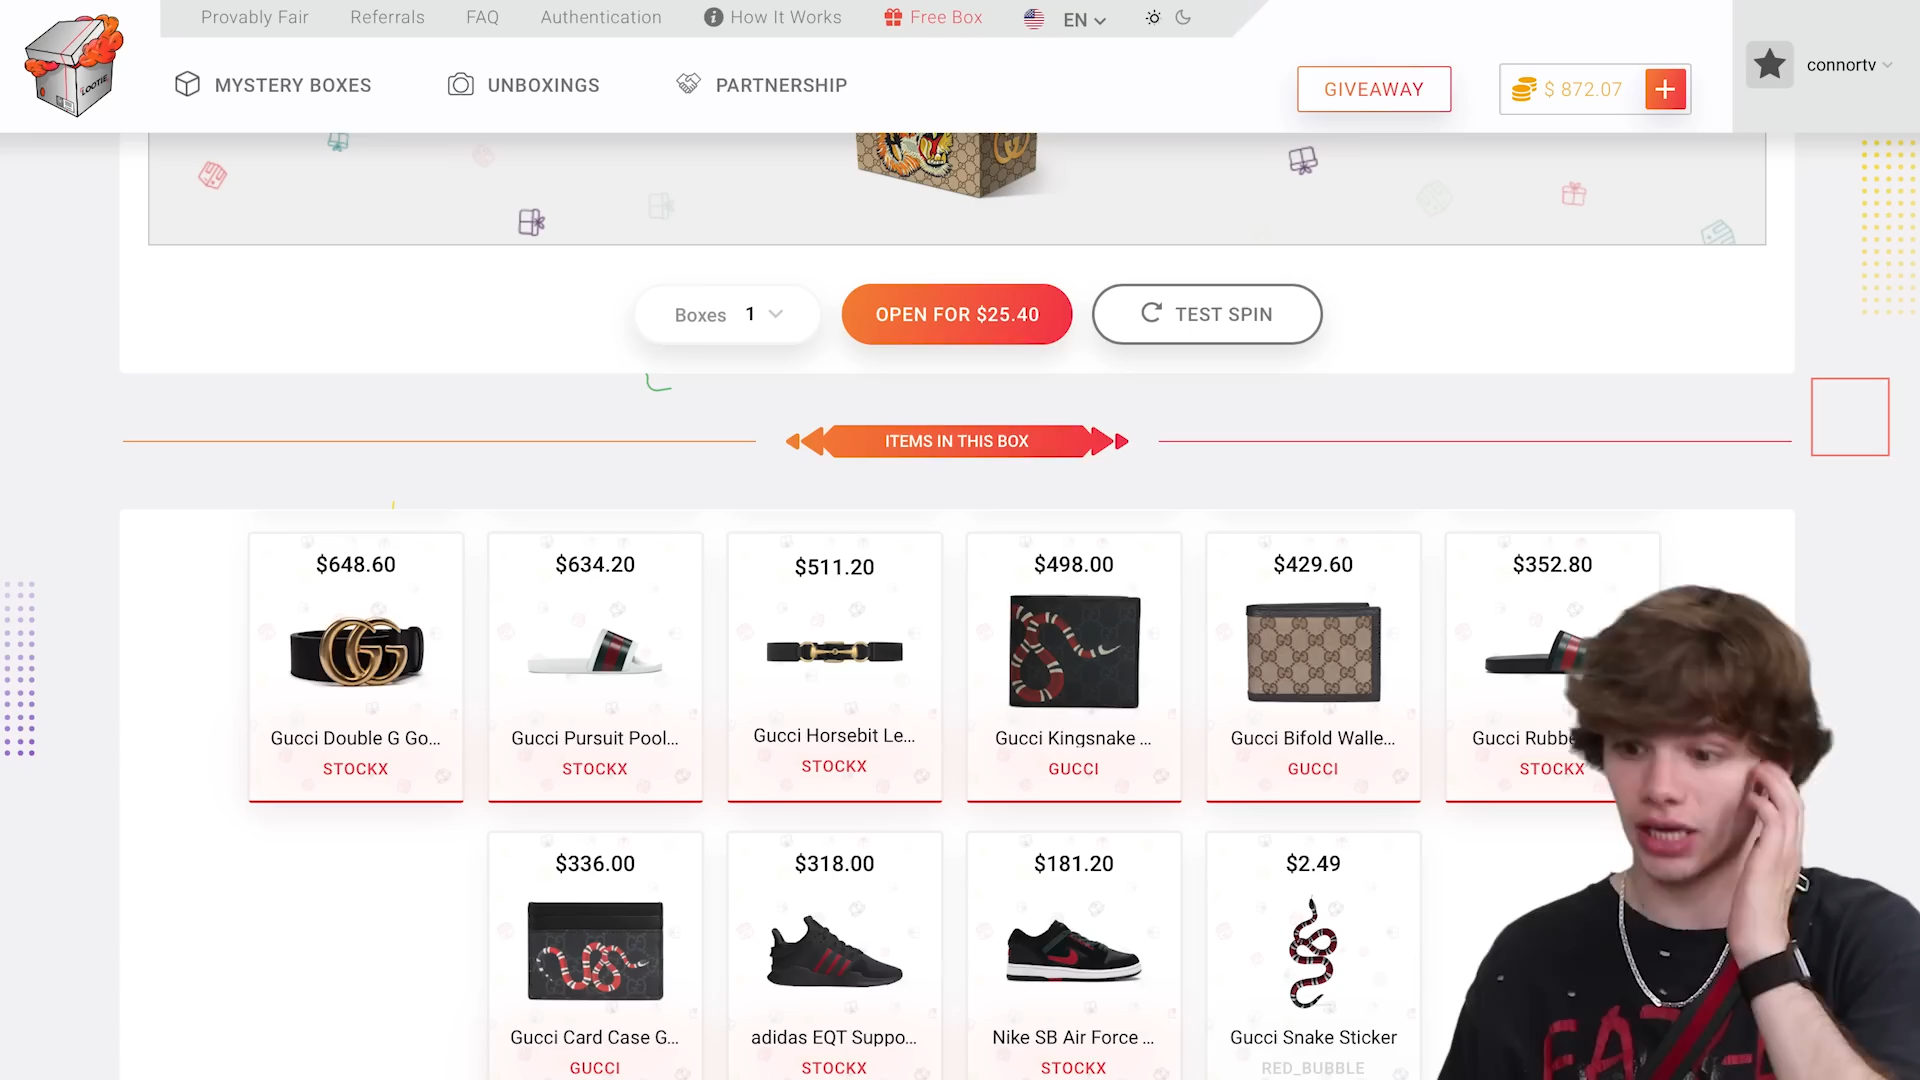 Provably Fair Referrals FAQ Authentication How It Works Free Box EN
LOOTIE
MYSTERY BOXES UNBOXINGS PARTNERSHIP GIVEAWAY $ 872.07 + connortv
Boxes 1 OPEN FOR $25.40 TEST SPIN
ITEMS IN THIS BOX
$648.60 $634.20 $511.20 $498.00 $429.60 $352.80
Gucci Double G Go... Gucci Pursuit Pool... Gucci Horsebit Le... Gucci Kingsnake ... Gucci Bifold Walle... Gucci Rubbe
STOCKX STOCKX STOCKX GUCCI GUCCI STOCKX
$336.00 $318.00 $181.20 $2.49
Gucci Card Case G... adidas EQT Suppo... Nike SB Air Force ... Gucci Snake Sticker
GUCCI STOCKX STOCKX RED_BUBBLE